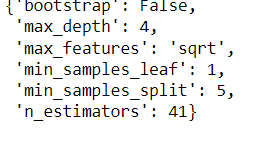 {'bootstrap': False,
'max_depth': 4,
'max_features': 'sqrt',
'min_samples_leaf': 1,
'min_samples_split': 5,
'n_estimators': 41}